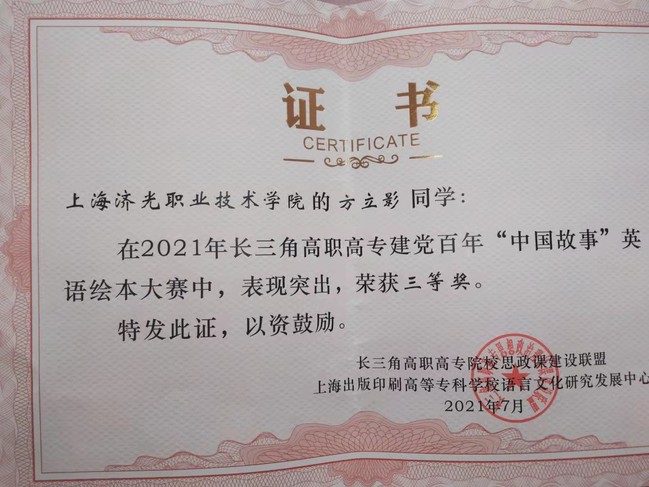 证 书
CERTIFICATE
上海济光职业技术学院的方立影同学：
在2021年长三角高职高专建党百年“中国故事”英
语绘本大赛中，表现突出，荣获三等奖。
特发此证，以资鼓励。
长三角高职高专院校思政课建设联盟
上海出版印刷高等专科学校语言文化研究发展中心
2021年7月